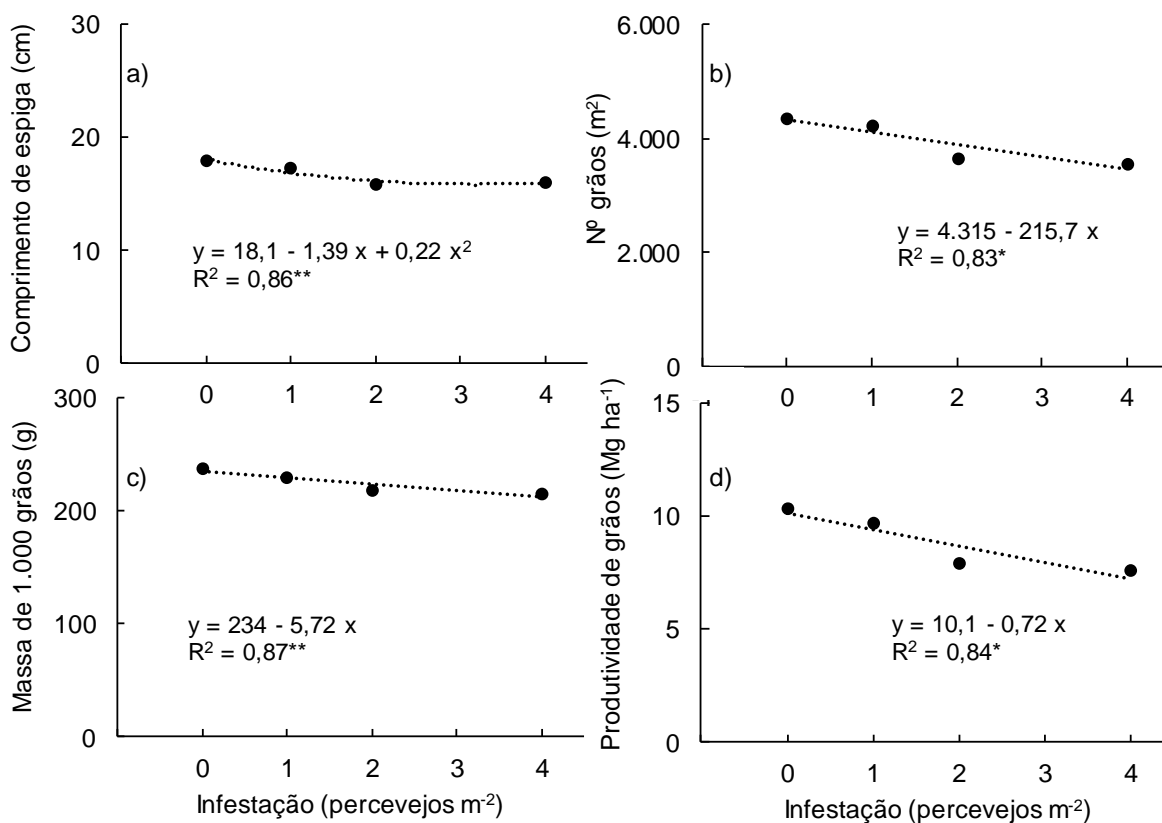 Comprimento de espiga (cm)
30
20
10
0
a)
y = 18,1 - 1,39 x + 0,22 x²
R² = 0,86**
0 1 2 3 4
Nº grãos (m²)
6.000
4.000
2.000
0
b)
y = 4.315 - 215,7 x
R² = 0,83*
0 1 2 3 4
Massa de 1.000 grãos (g)
300
200
100
0
c)
y = 234 - 5,72 x
R² = 0,87**
0 1 2 3 4
Infestação (percevejos m⁻²)
Produtividade de grãos (Mg ha⁻¹)
15
10
5
0
d)
y = 10,1 - 0,72 x
R² = 0,84*
0 1 2 3 4
Infestação (percevejos m⁻²)